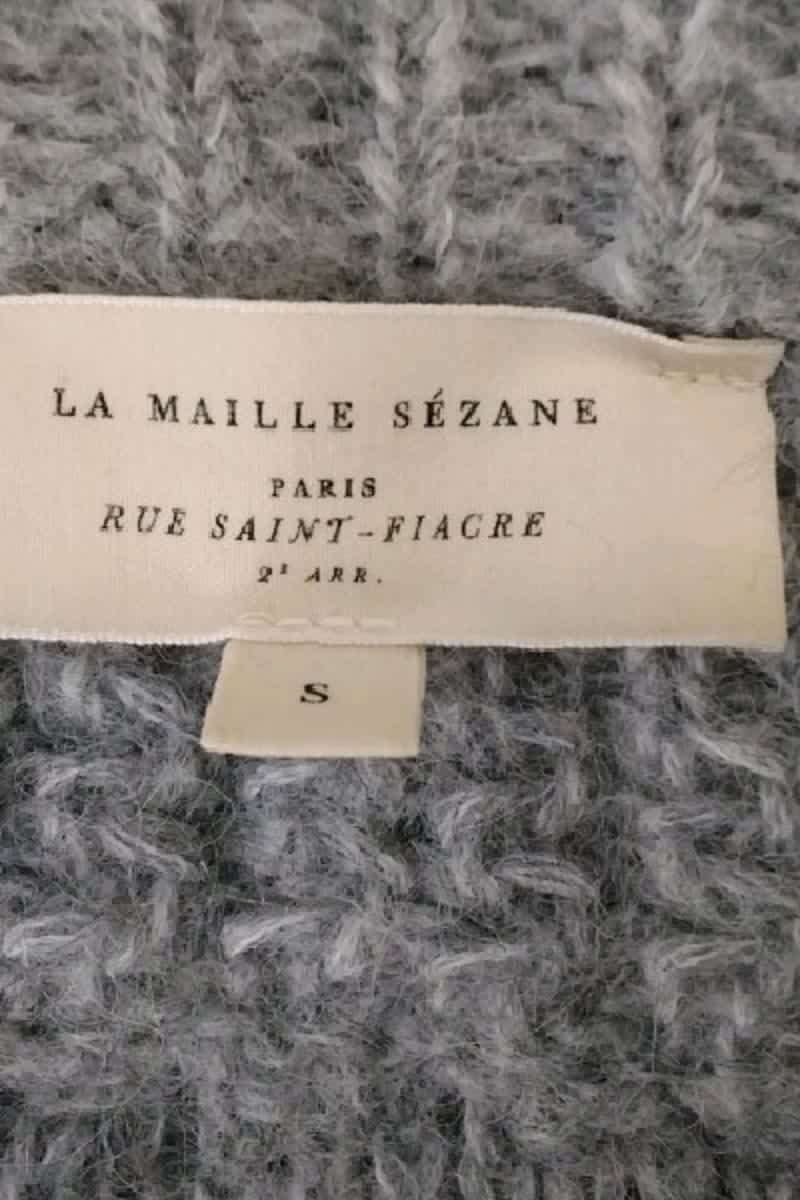 LA MAILLE SÉZANE
PARIS
RUE SAINT-FIACRE
2ᴱ ARR.
S